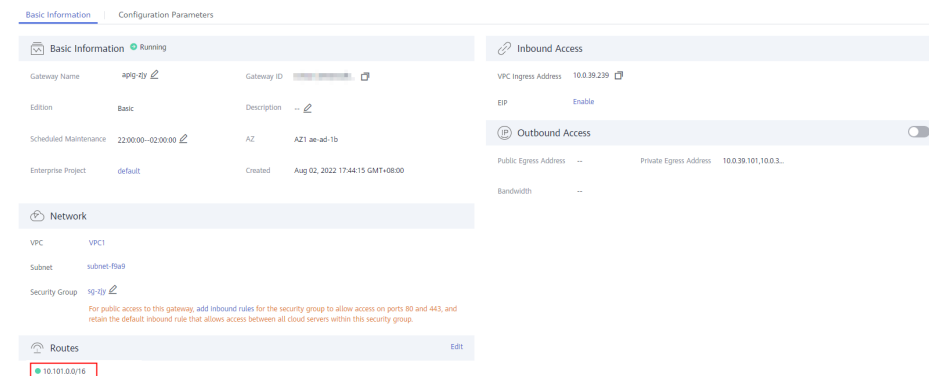 Basic Information
Configuration Parameters
Basic Information Running
Gateway Name apig-zjy
Gateway ID
Edition Basic
Description --
Scheduled Maintenance 22:00:00---02:00:00
AZ AZ1 ae-ad-1b
Enterprise Project default
Created Aug 02, 2022 17:44:15 GMT+08:00
Network
VPC VPC1
Subnet subnet-f9a9
Security Group sg-zjy
For public access to this gateway, add inbound rules for the security group to allow access on ports 80 and 443, and
retain the default inbound rule that allows access between all cloud servers within this security group.
Routes Edit
10.101.0.0/16
Inbound Access
VPC Ingress Address 10.0.39.239
EIP Enable
IP Outbound Access
Public Egress Address --
Private Egress Address 10.0.39.101,10.0.3...
Bandwidth --